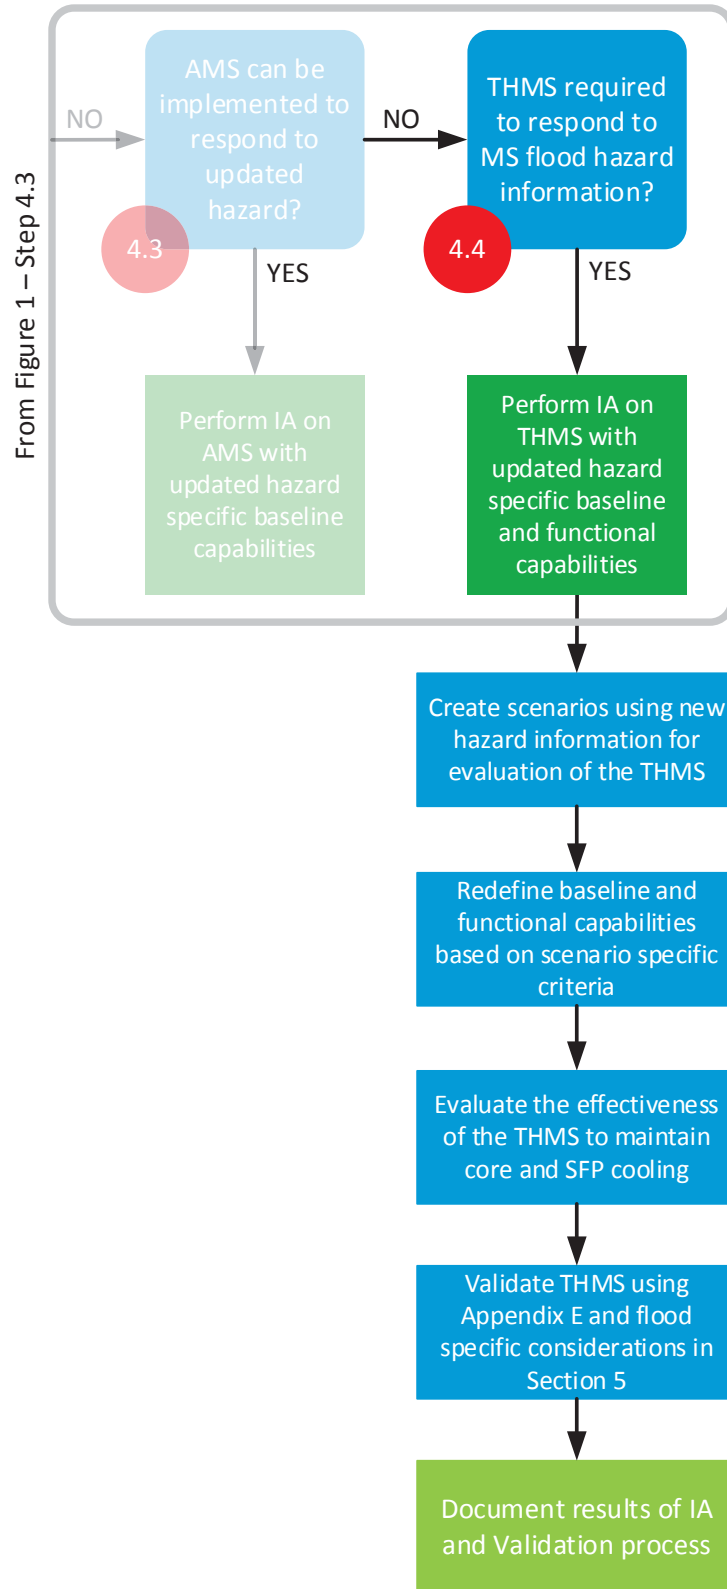 From Figure 1 – Step 4.3
NO
AMS can be
implemented to
respond to
updated
hazard?
4.3
YES
Perform IA on
AMS with
updated hazard
specific baseline
capabilities
NO
THMS required
to respond to
MS flood hazard
information?
4.4
YES
Perform IA on
THMS with
updated hazard
specific baseline
and functional
capabilities
Create scenarios using new
hazard information for
evaluation of the THMS
Redefine baseline and
functional capabilities
based on scenario specific
criteria
Evaluate the effectiveness
of the THMS to maintain
core and SFP cooling
Validate THMS using
Appendix E and flood
specific considerations in
Section 5
Document results of IA
and Validation process